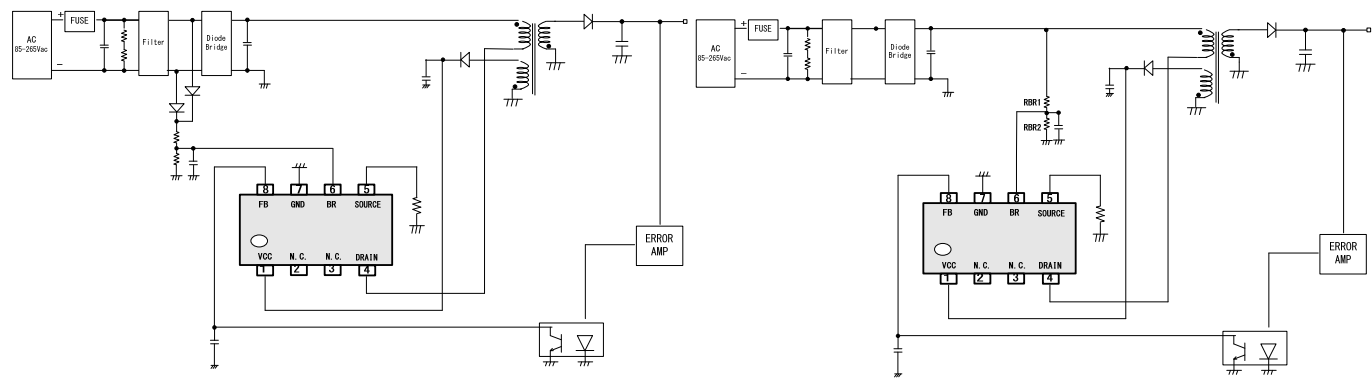 AC
85-265Vac
+
−
FUSE
Filter
Diode
Bridge
8
7
6
5
FB
GND
BR
SOURCE
VCC
N. C.
N. C.
DRAIN
1
2
3
4
ERROR
AMP
AC
85-265Vac
+
−
FUSE
Filter
Diode
Bridge
RBR1
RBR2
8
7
6
5
FB
GND
BR
SOURCE
VCC
N. C.
N. C.
DRAIN
1
2
3
4
ERROR
AMP